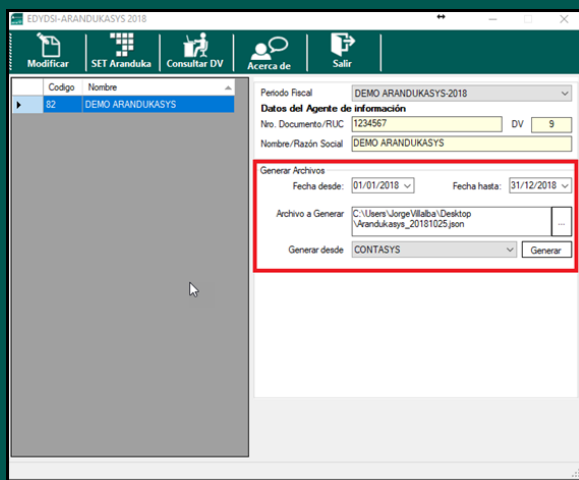 EDYDSI-ARANDUKASYS 2018
Modificar SET Aranduka Consultar DV Acerca de Salir
Codigo Nombre
82 DEMO ARANDUKASYS
Periodo Fiscal DEMO ARANDUKASYS-2018
Datos del Agente de información
Nro. Documento/RUC 1234567 DV 9
Nombre/Razón Social DEMO ARANDUKASYS
Generar Archivos
Fecha desde: 01/01/2018 Fecha hasta: 31/12/2018
Archivo a Generar C:\Users\JorgeVillalba\Desktop
\Arandukasys_20181025.json ...
Generar desde CONTASYS Generar